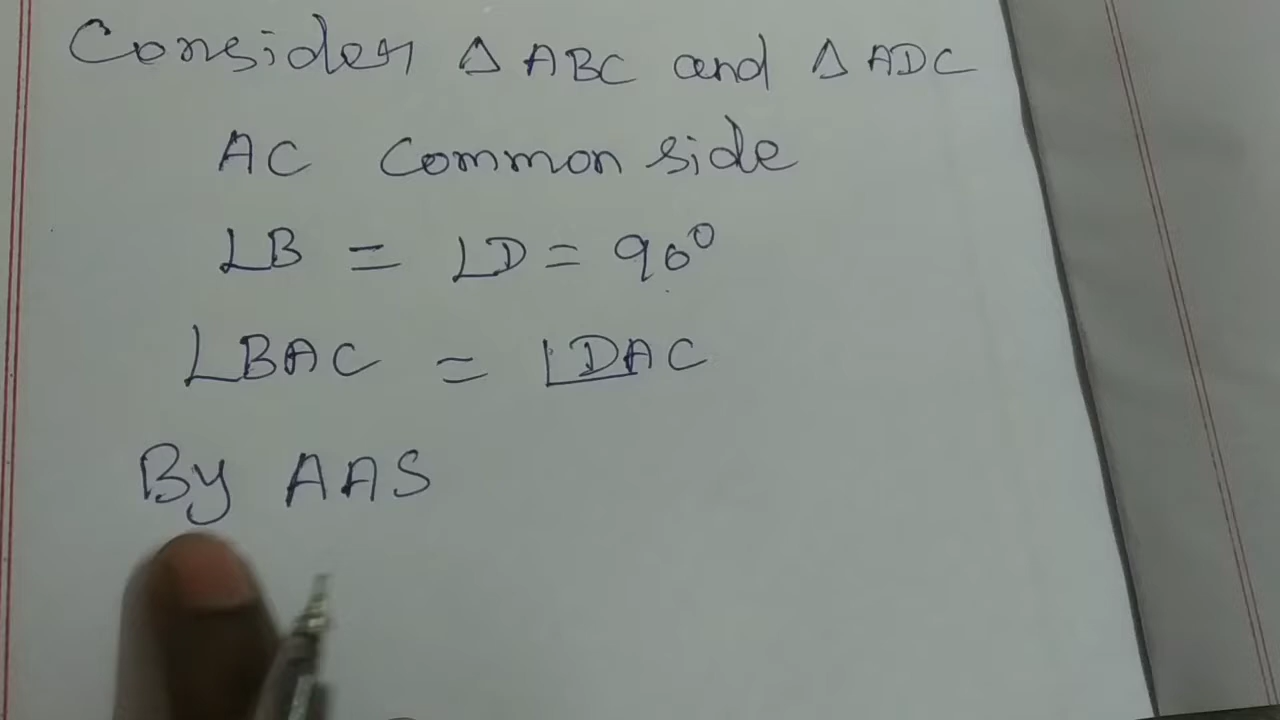 Consider △ ABC and △ ADC
AC Common side
∠B = ∠D = 90°
∠BAC = ∠DAC
By AAS